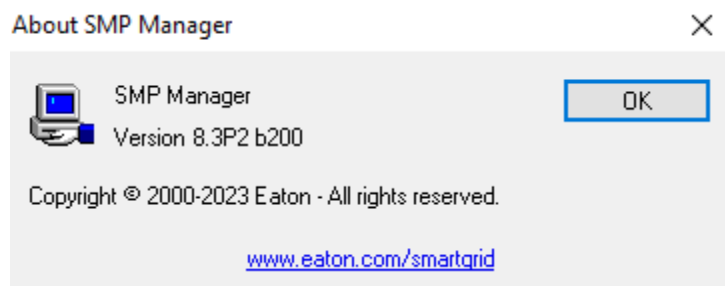 About SMP Manager
SMP Manager
OK
Version 8.3P2 b200
Copyright © 2000-2023 Eaton - All rights reserved.
www.eaton.com/smartgrid